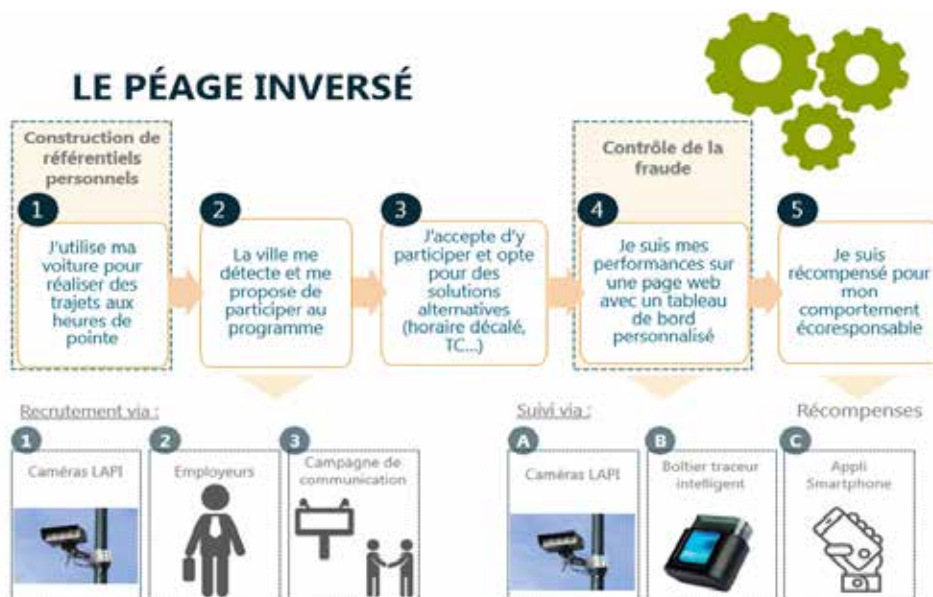 LE PÉAGE INVERSÉ
Construction de
référentiels
personnels
1
J'utilise ma
voiture pour
réaliser des
trajets aux
heures de
pointe
2
La ville me
détecte et me
propose de
participer au
programme
3
J'accepte d'y
participer et opte
pour des
solutions
alternatives
(horaire décalé,
TC...)
Contrôle de la
fraude
4
Je suis mes
performances sur
une page web
avec un tableau
de bord
personnalisé
5
Je suis
récompensé pour
mon
comportement
écoresponsable
Recrutement via :
1
Caméras LAPI
2
Employeurs
3
Campagne de
communication
Suivi via :
A
Caméras LAPI
B
Boîtier traceur
intelligent
Récompenses
C
Appli
Smartphone